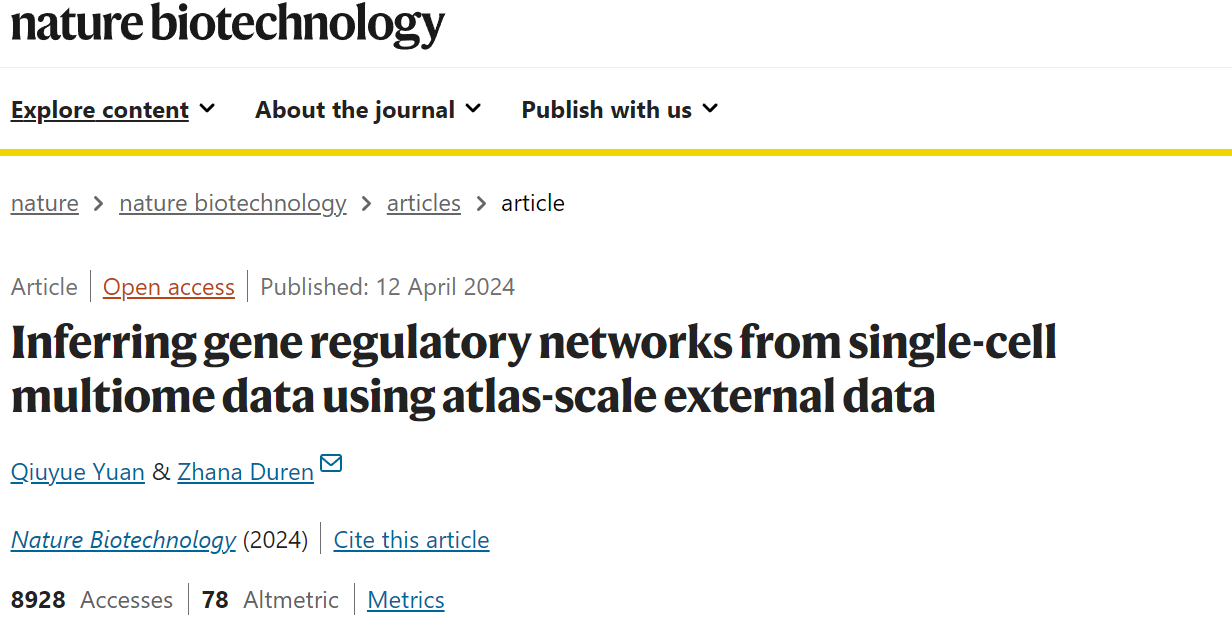 nature biotechnology
Explore content About the journal Publish with us
nature > nature biotechnology > articles > article
Article | Open access | Published: 12 April 2024
Inferring gene regulatory networks from single-cell
multiome data using atlas-scale external data
Qiuyue Yuan & Zhana Duren
Nature Biotechnology (2024) | Cite this article
8928 Accesses | 78 Altmetric | Metrics